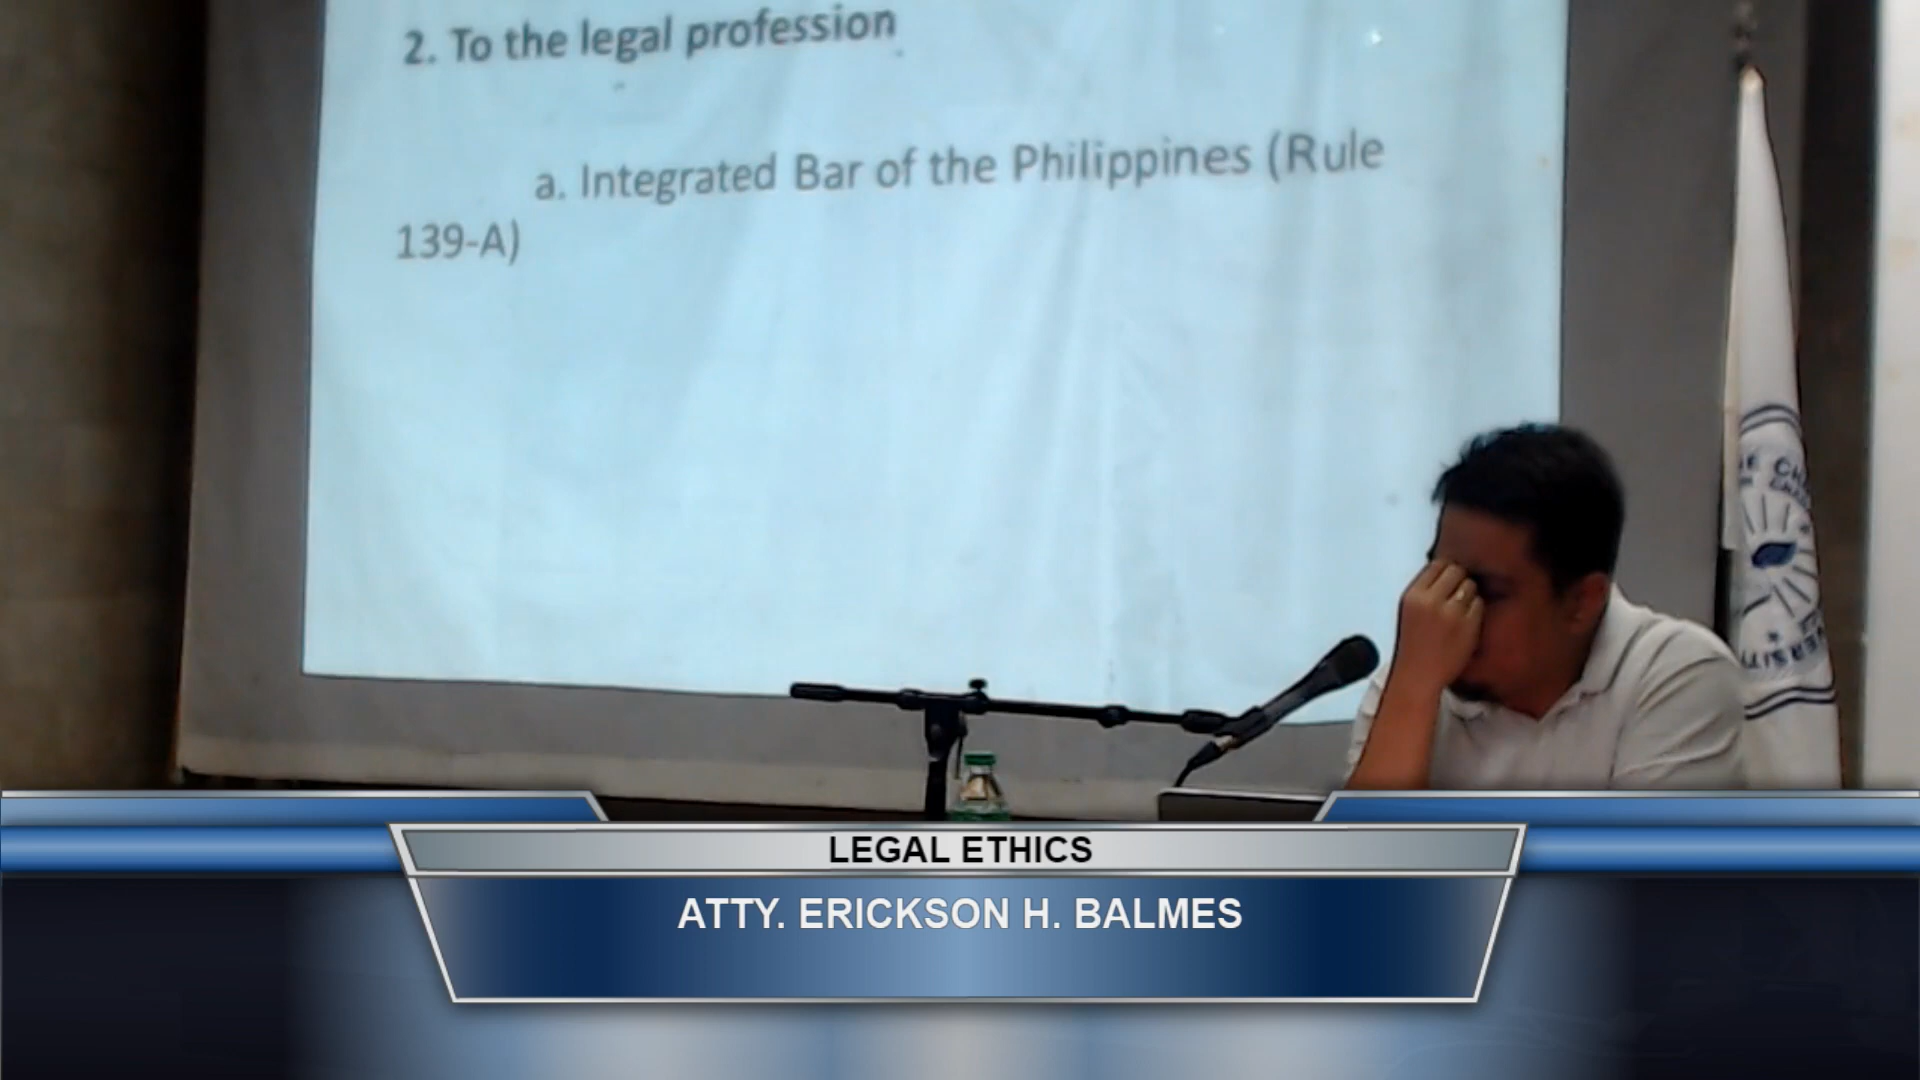 2. To the legal profession
a. Integrated Bar of the Philippines (Rule
139-A)
LEGAL ETHICS
ATTY. ERICKSON H. BALMES